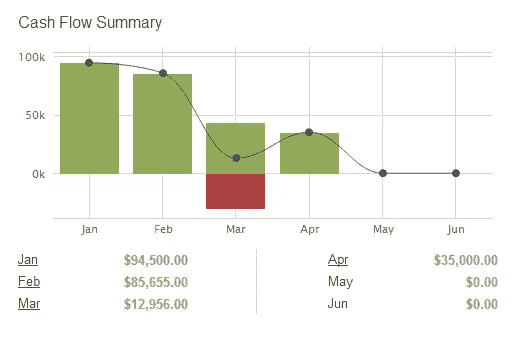 Cash Flow Summary
100k
50k
0k
Jan Feb Mar Apr May Jun
Jan $94,500.00 Apr $35,000.00
Feb $85,655.00 May $0.00
Mar $12,956.00 Jun $0.00